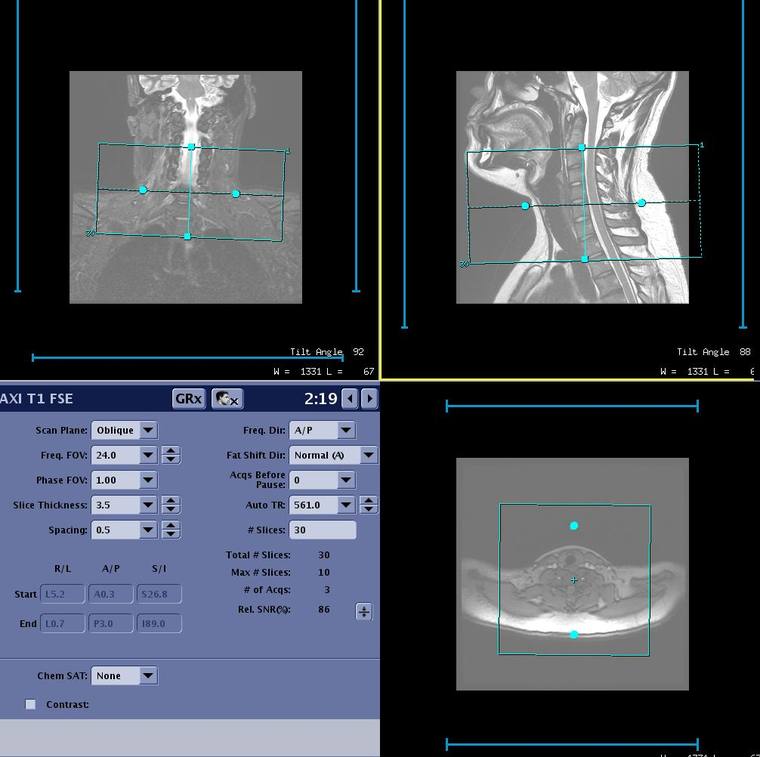 1
30
Tilt Angle 92
W = 1331 L = 67
1
30
Tilt Angle 88
W = 1331 L = 6
AXI T1 FSE GRx 2:19
Scan Plane: Oblique Freq. Dir: A/P
Freq. FOV: 24.0 Fat Shift Dir: Normal (A)
Phase FOV: 1.00 Acqs Before Pause: 0
Slice Thickness: 3.5 Auto TR: 561.0
Spacing: 0.5 # Slices: 30
Total # Slices: 30
R/L A/P S/I Max # Slices: 10
Start L5.2 A0.3 S26.8 # of Acqs: 3
Rel. SNR(%): 86
End L0.7 P3.0 I89.0
Chem SAT: None
Contrast: